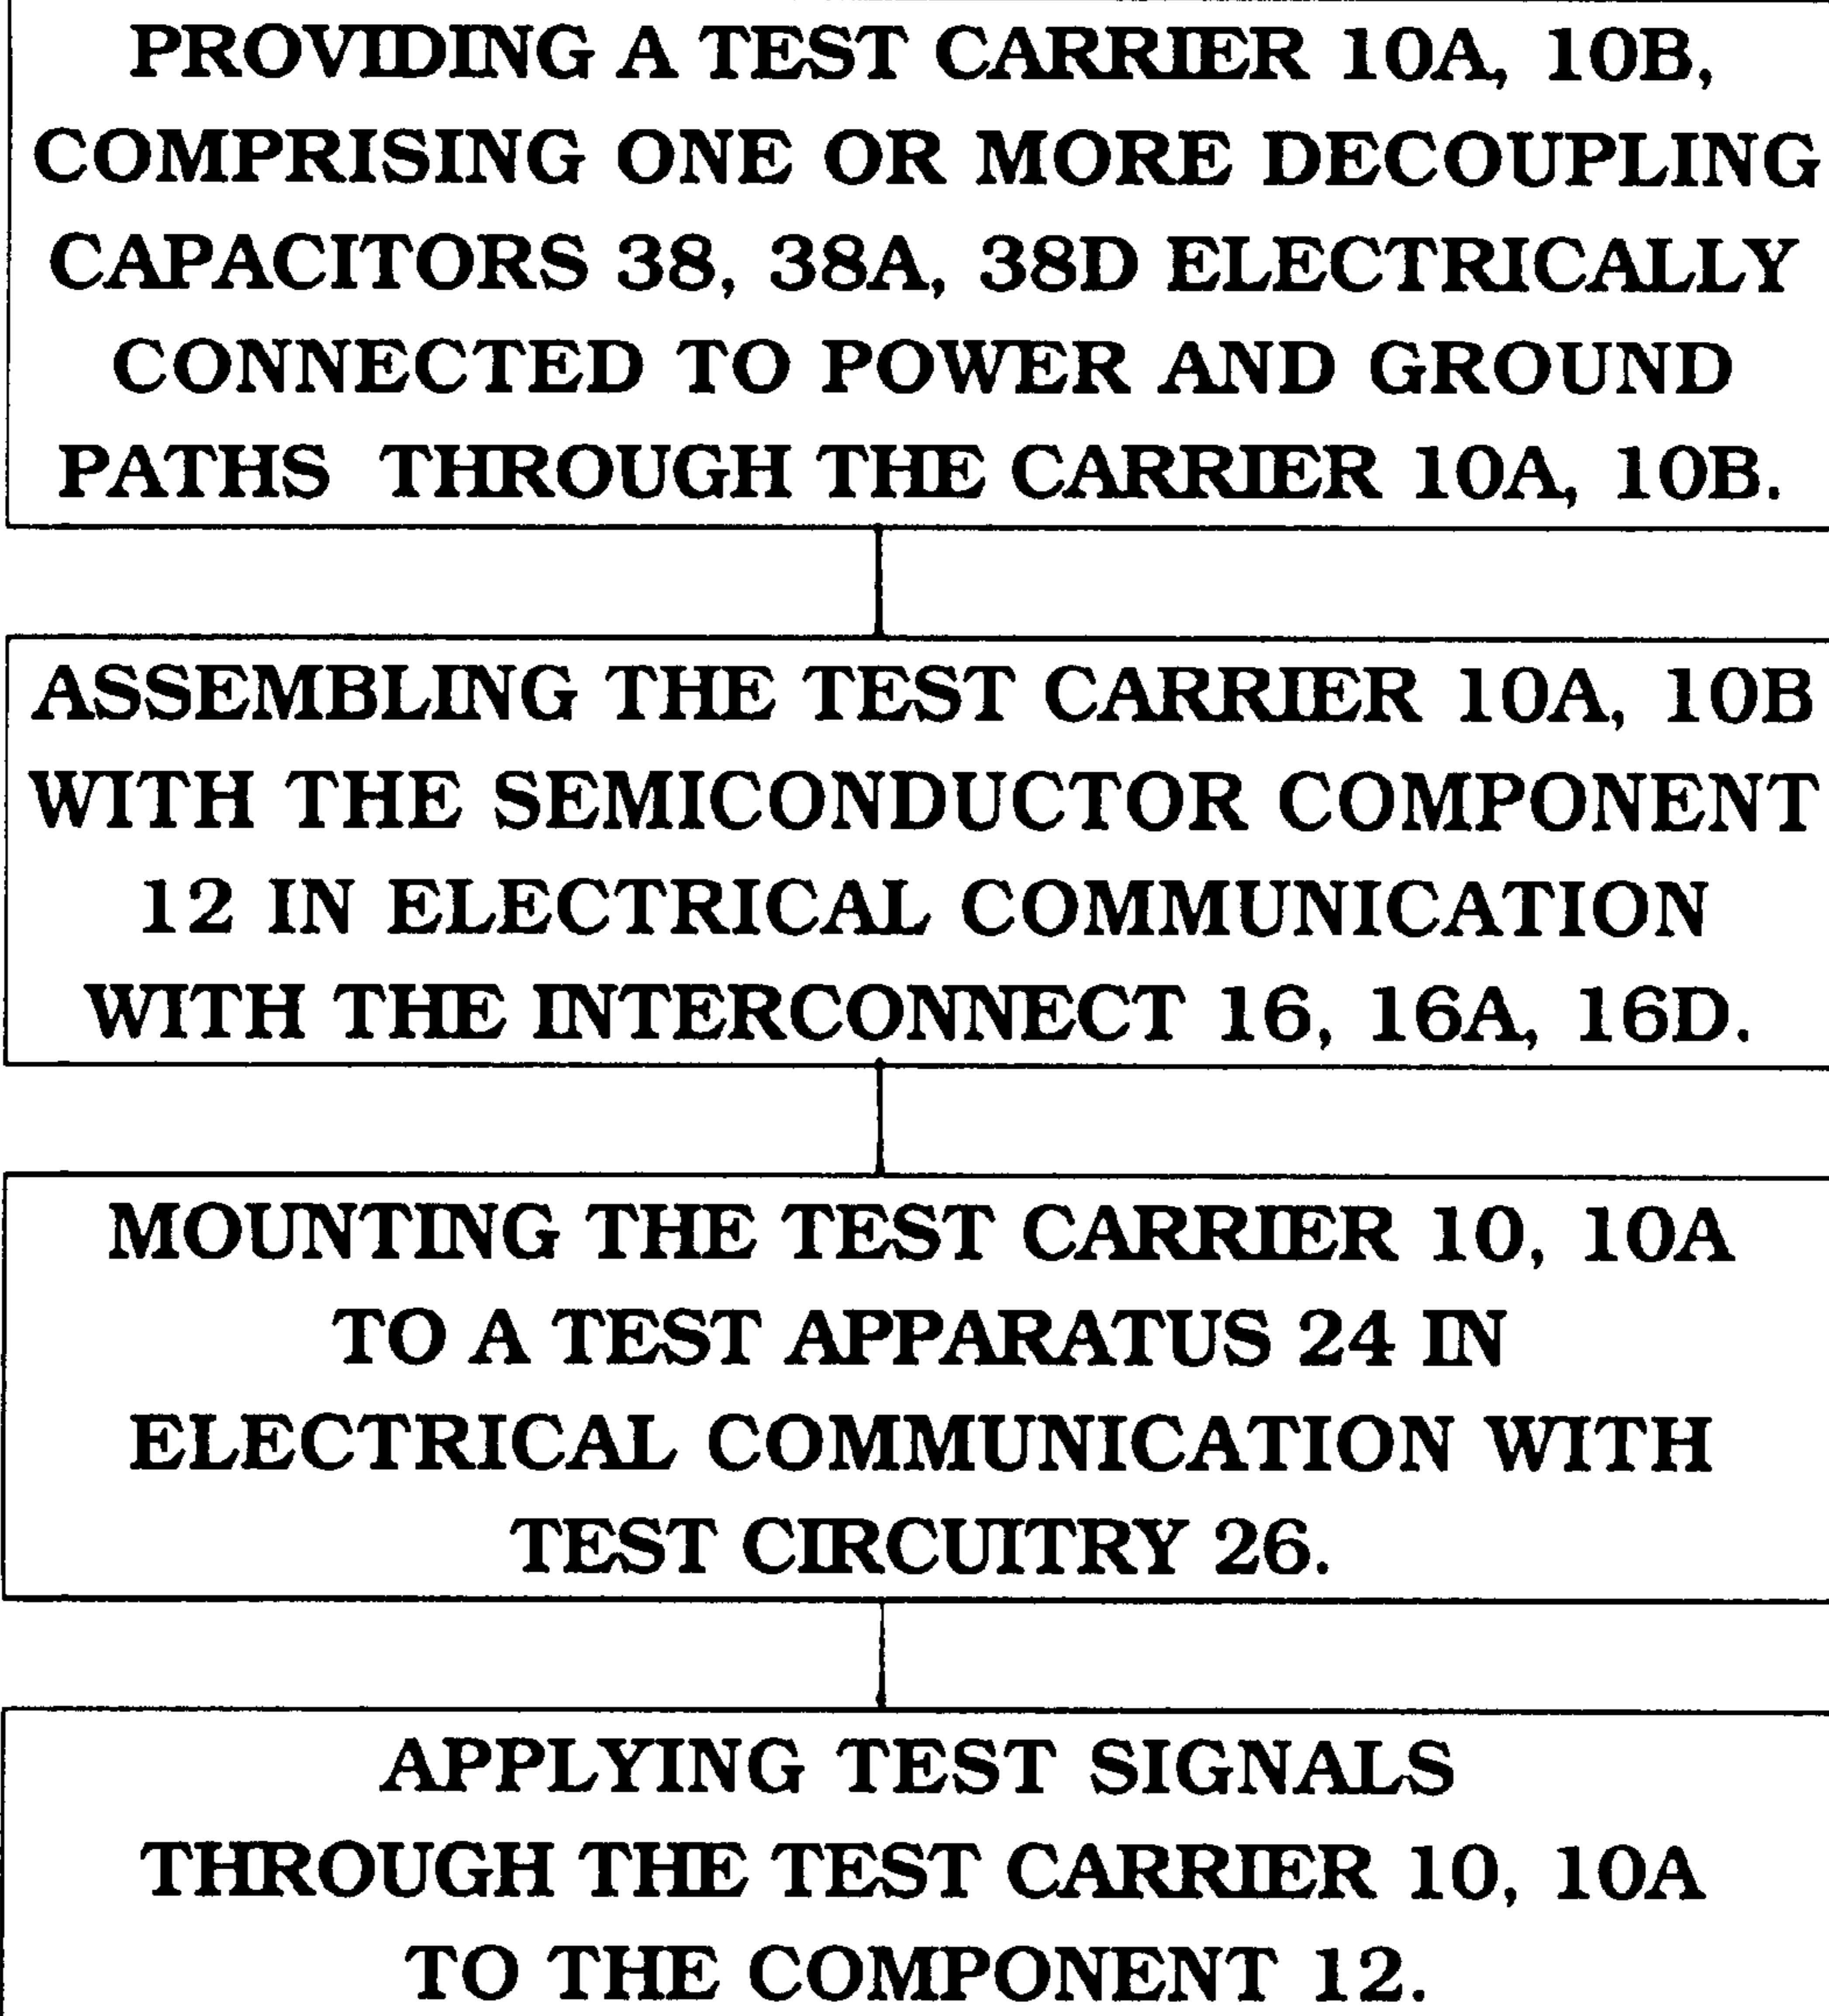 PROVIDING A TEST CARRIER 10A, 10B,
COMPRISING ONE OR MORE DECOUPLING
CAPACITORS 38, 38A, 38D ELECTRICALLY
CONNECTED TO POWER AND GROUND
PATHS THROUGH THE CARRIER 10A, 10B.
ASSEMBLING THE TEST CARRIER 10A, 10B
WITH THE SEMICONDUCTOR COMPONENT
12 IN ELECTRICAL COMMUNICATION
WITH THE INTERCONNECT 16, 16A, 16D.
MOUNTING THE TEST CARRIER 10, 10A
TO A TEST APPARATUS 24 IN
ELECTRICAL COMMUNICATION WITH
TEST CIRCUITRY 26.
APPLYING TEST SIGNALS
THROUGH THE TEST CARRIER 10, 10A
TO THE COMPONENT 12.